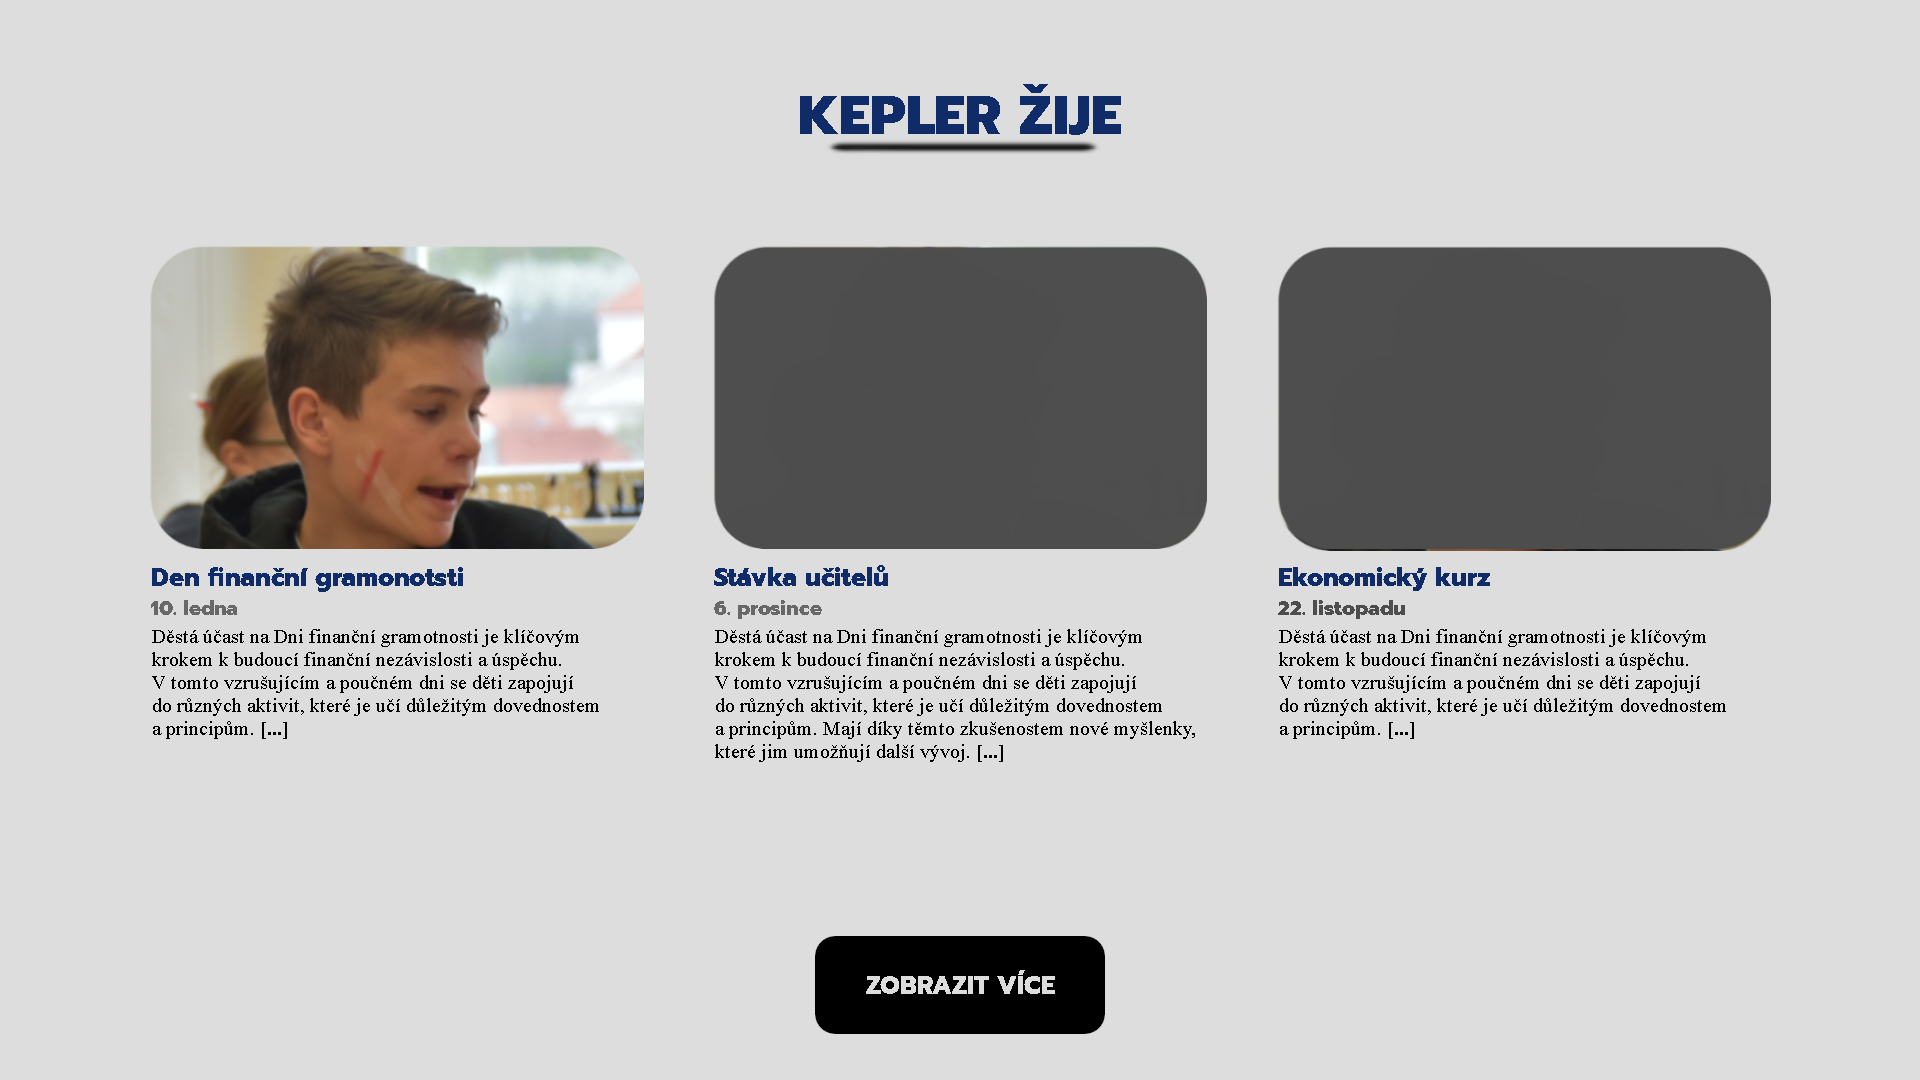 KEPLER ŽIJE
Den finanční gramonotsti
10. ledna
Děstá účast na Dni finanční gramotnosti je klíčovým
krokem k budoucí finanční nezávislosti a úspěchu.
V tomto vzrušujícím a poučném dni se děti zapojují
do různých aktivit, které je učí důležitým dovednostem
a principům. [...]
Stávka učitelů
6. prosince
Děstá účast na Dni finanční gramotnosti je klíčovým
krokem k budoucí finanční nezávislosti a úspěchu.
V tomto vzrušujícím a poučném dni se děti zapojují
do různých aktivit, které je učí důležitým dovednostem
a principům. Mají díky těmto zkušenostem nové myšlenky,
které jim umožňují další vývoj. [...]
Ekonomický kurz
22. listopadu
Děstá účast na Dni finanční gramotnosti je klíčovým
krokem k budoucí finanční nezávislosti a úspěchu.
V tomto vzrušujícím a poučném dni se děti zapojují
do různých aktivit, které je učí důležitým dovednostem
a principům. [...]
ZOBRAZIT VÍCE